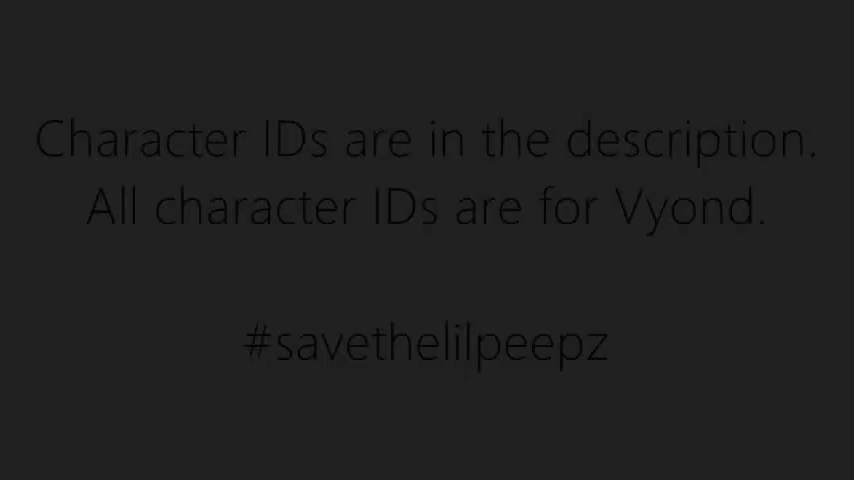 Character IDs are in the description.
All character IDs are for Vyond.
#savethelilpeepz